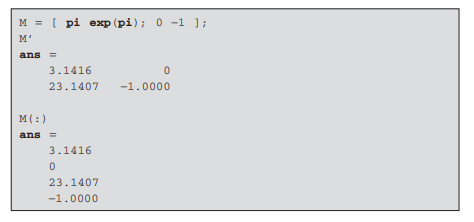 M = [ pi exp(pi); 0 -1 ];
M’
ans =
3.1416 0
23.1407 −1.0000
M(:)
ans =
3.1416
0
23.1407
−1.0000